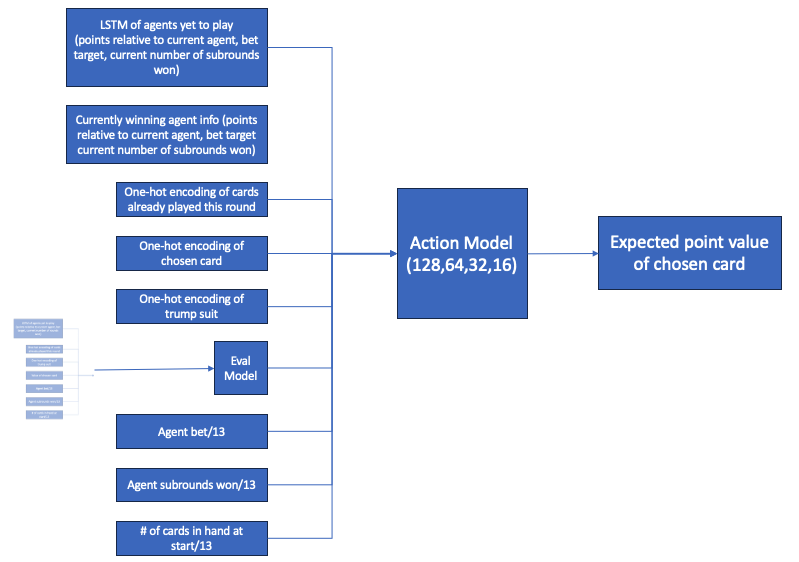 LSTM of agents yet to play
(points relative to current agent, bet
target, current number of subrounds
won)
Currently winning agent info (points
relative to current agent, bet target
current number of subrounds won)
One-hot encoding of cards
already played this round
One-hot encoding of
chosen card
One-hot encoding of
trump suit
Eval
Model
Agent bet/13
Agent subrounds won/13
# of cards in hand at
start/13
Action Model
(128,64,32,16)
Expected point value
of chosen card